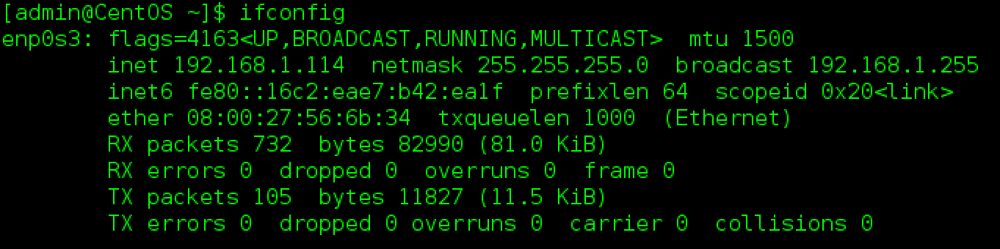 [admin@CentOS ~]$ ifconfig
enp0s3: flags=4163<UP,BROADCAST,RUNNING,MULTICAST>  mtu 1500
        inet 192.168.1.114  netmask 255.255.255.0  broadcast 192.168.1.255
        inet6 fe80::16c2:eae7:b42:ea1f  prefixlen 64  scopeid 0x20<link>
        ether 08:00:27:56:6b:34  txqueuelen 1000  (Ethernet)
        RX packets 732  bytes 82990 (81.0 KiB)
        RX errors 0  dropped 0  overruns 0  frame 0
        TX packets 105  bytes 11827 (11.5 KiB)
        TX errors 0  dropped 0 overruns 0  carrier 0  collisions 0